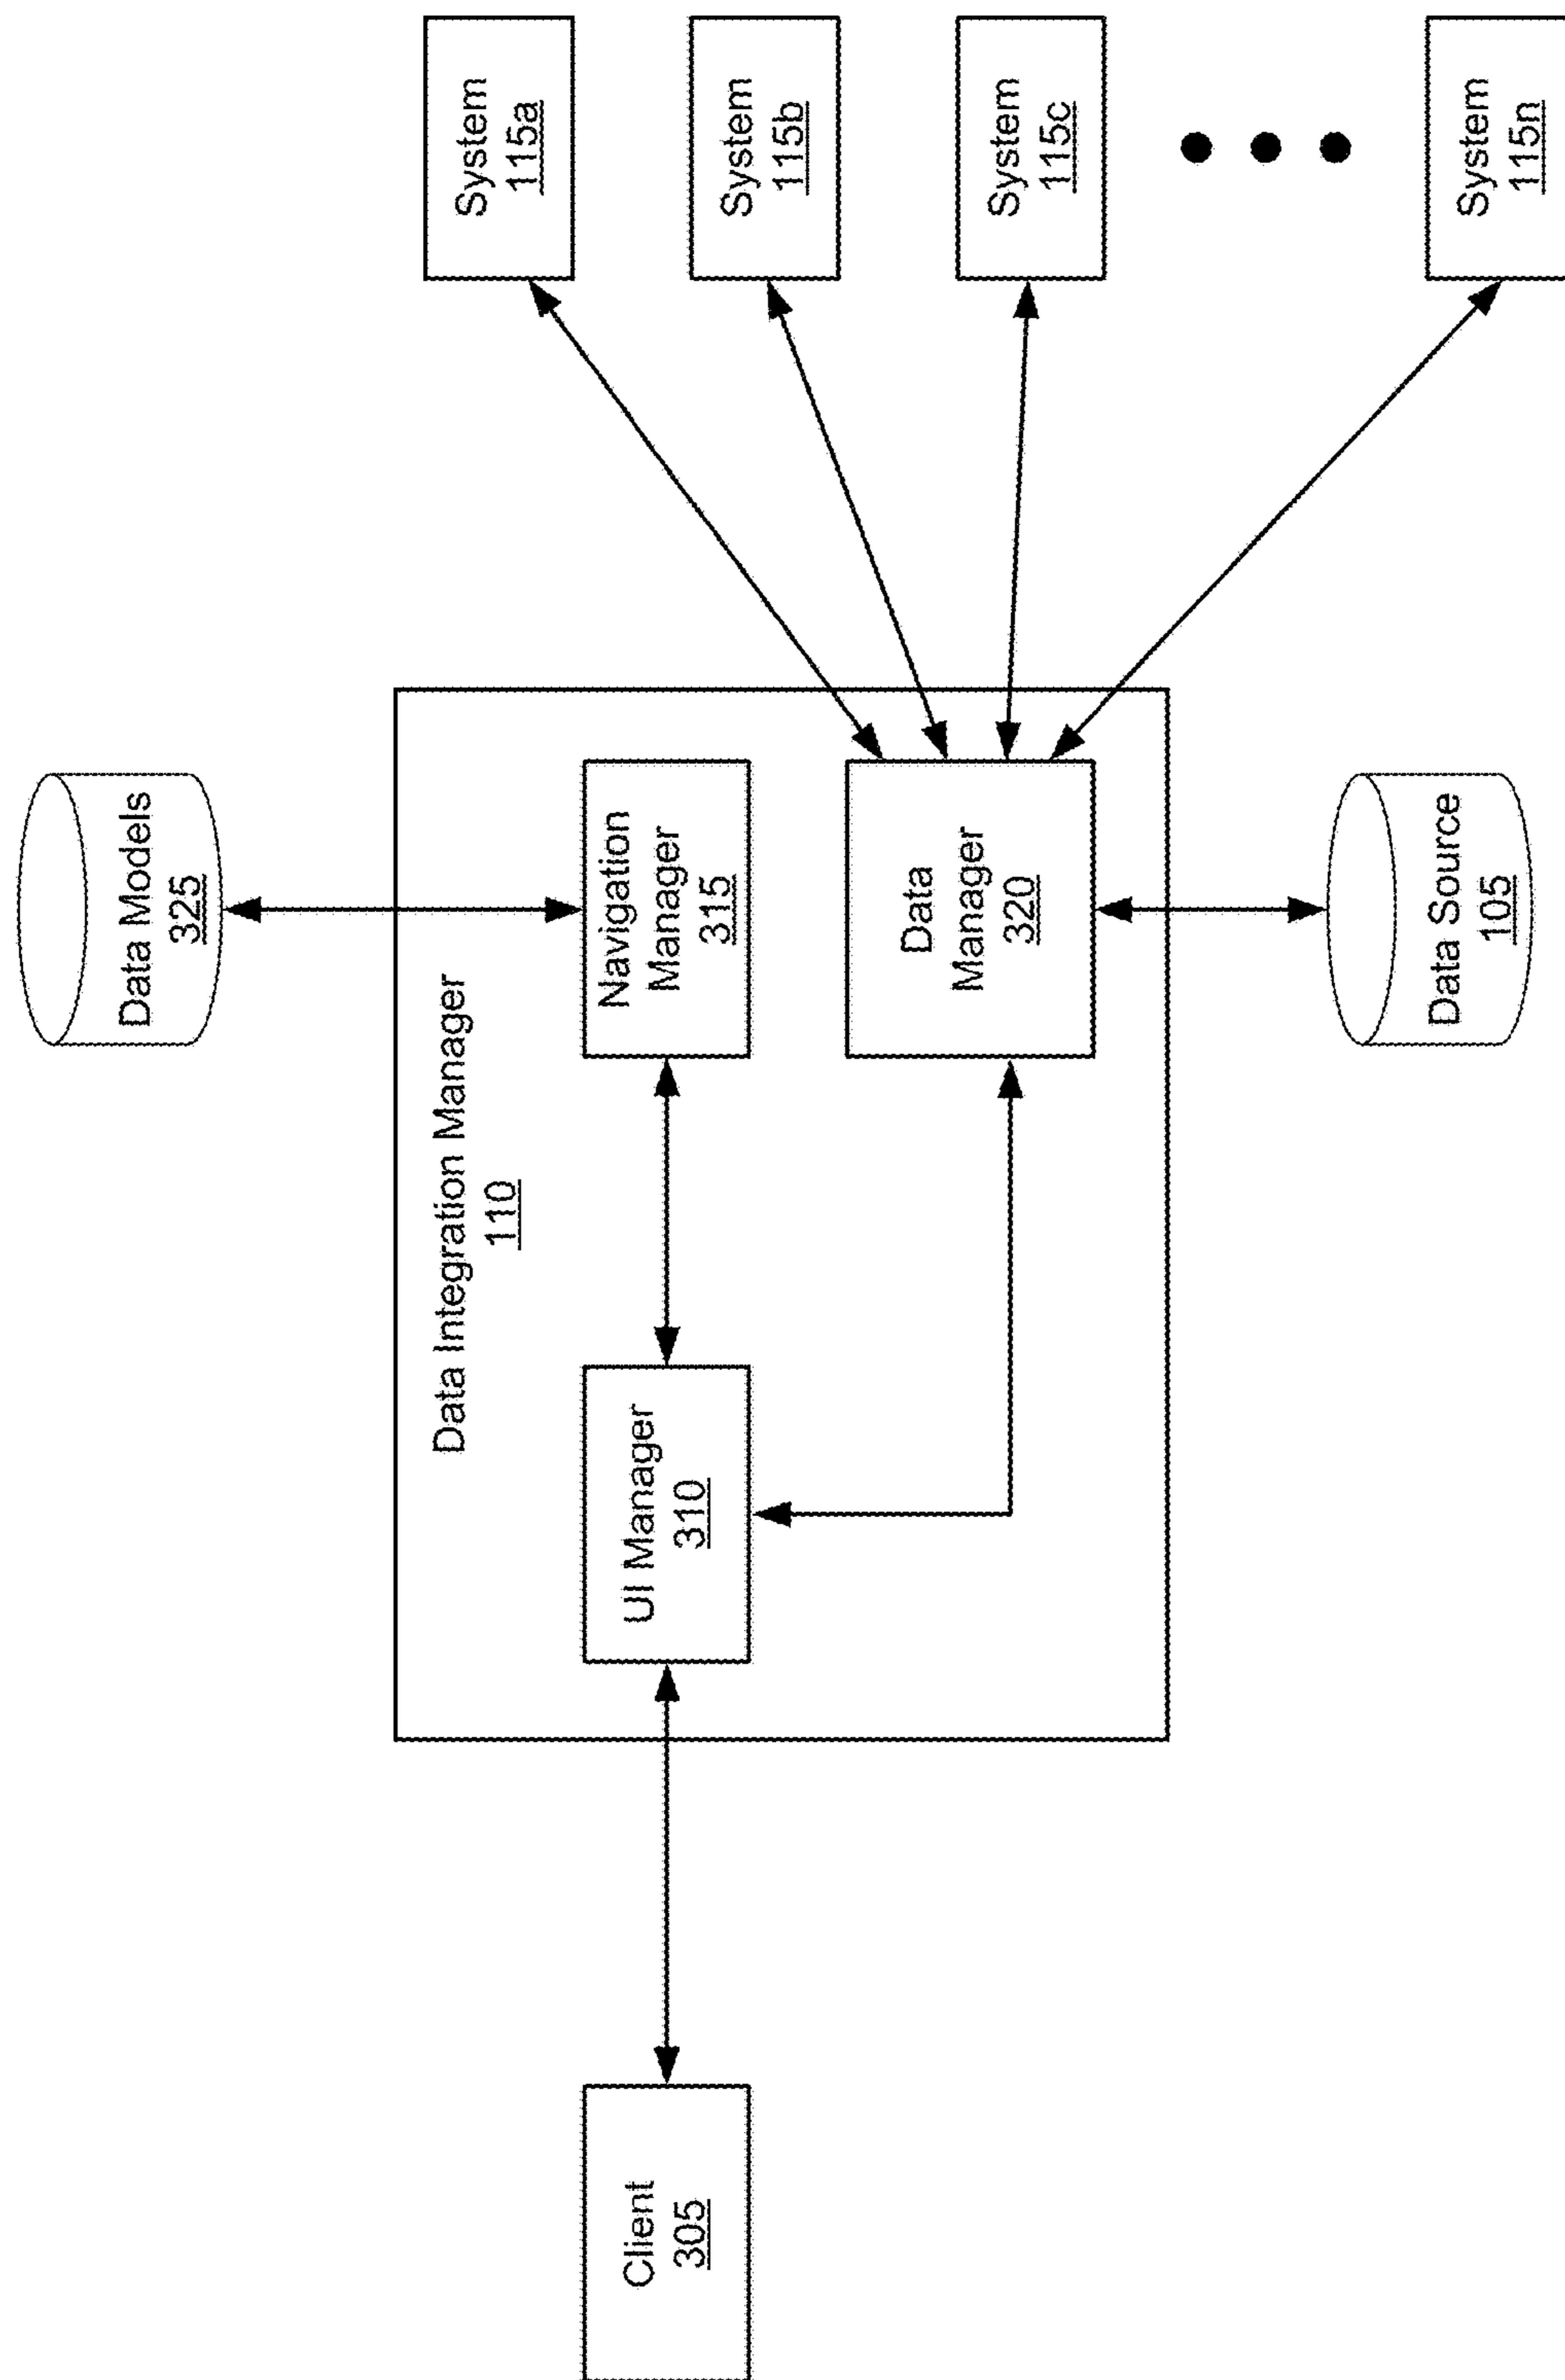 Data Models
325
Data Integration Manager
110
Client
305
UI Manager
310
Navigation
Manager
315
Data
Manager
320
Data Source
105
System
115a
System
115b
System
115c
System
115n